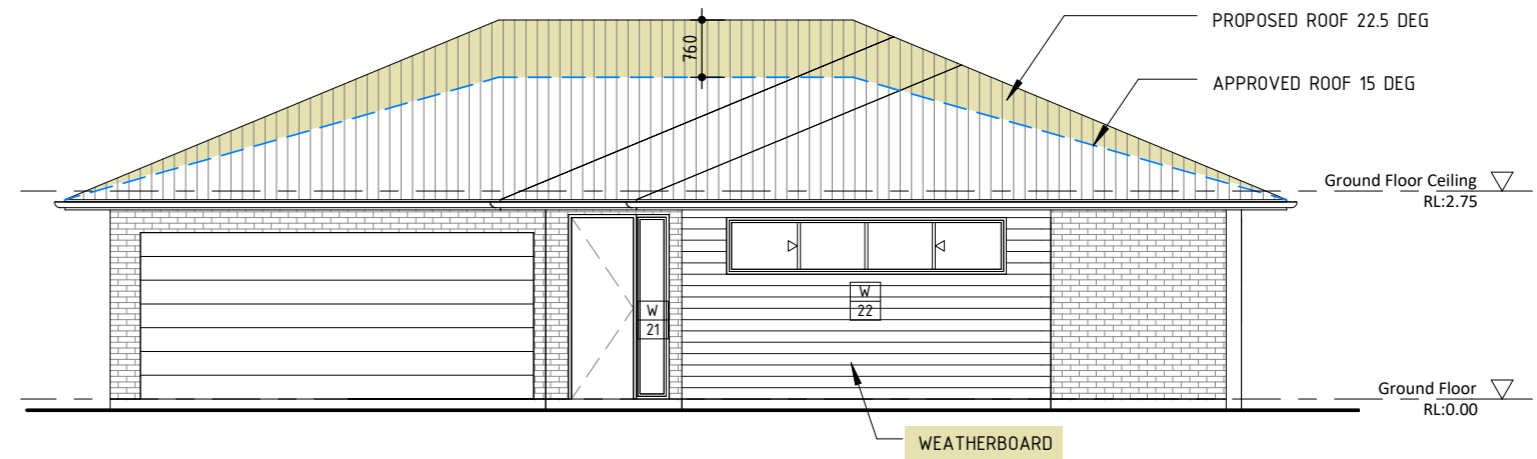 PROPOSED ROOF 22.5 DEG
760
APPROVED ROOF 15 DEG
Ground Floor Ceiling
RL:2.75
W
22
W
21
Ground Floor
RL:0.00
WEATHERBOARD